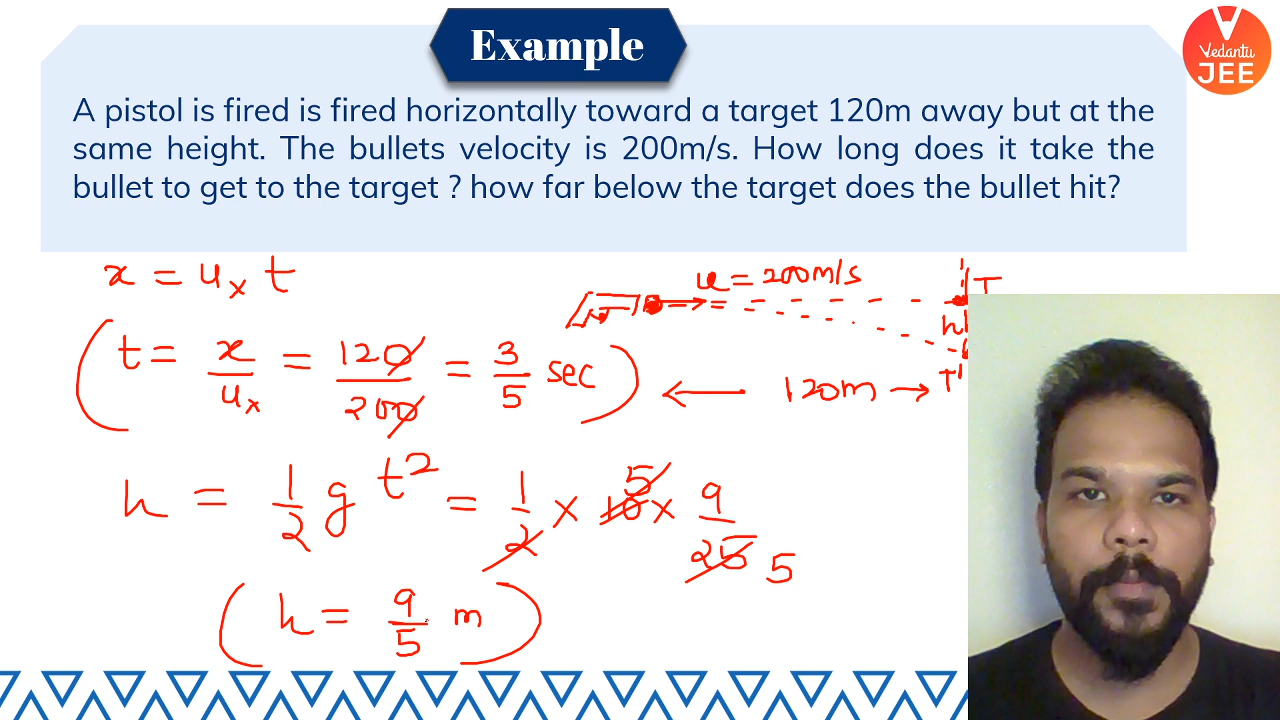 Example
Vedantu
JEE
A pistol is fired is fired horizontally toward a target 120m away but at the
same height. The bullets velocity is 200m/s. How long does it take the
bullet to get to the target ? how far below the target does the bullet hit?
x = u_x t
u = 200m/s
T
h
T'
120m
(t = x/u_x = 120/200 = 3/5 sec)
h = 1/2 g t² = 1/2 × 10 × 9/25
5
5
(h = 9/5 m)